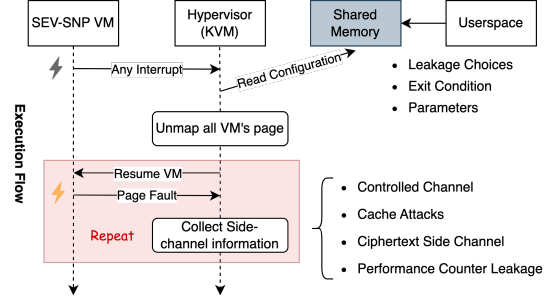 SEV-SNP VM
Hypervisor
(KVM)
Shared
Memory
Userspace
Any Interrupt
Read Configuration
• Leakage Choices
• Exit Condition
• Parameters
Unmap all VM's page
Execution Flow
Resume VM
Page Fault
Repeat
Collect Side-
channel information
• Controlled Channel
• Cache Attacks
• Ciphertext Side Channel
• Performance Counter Leakage